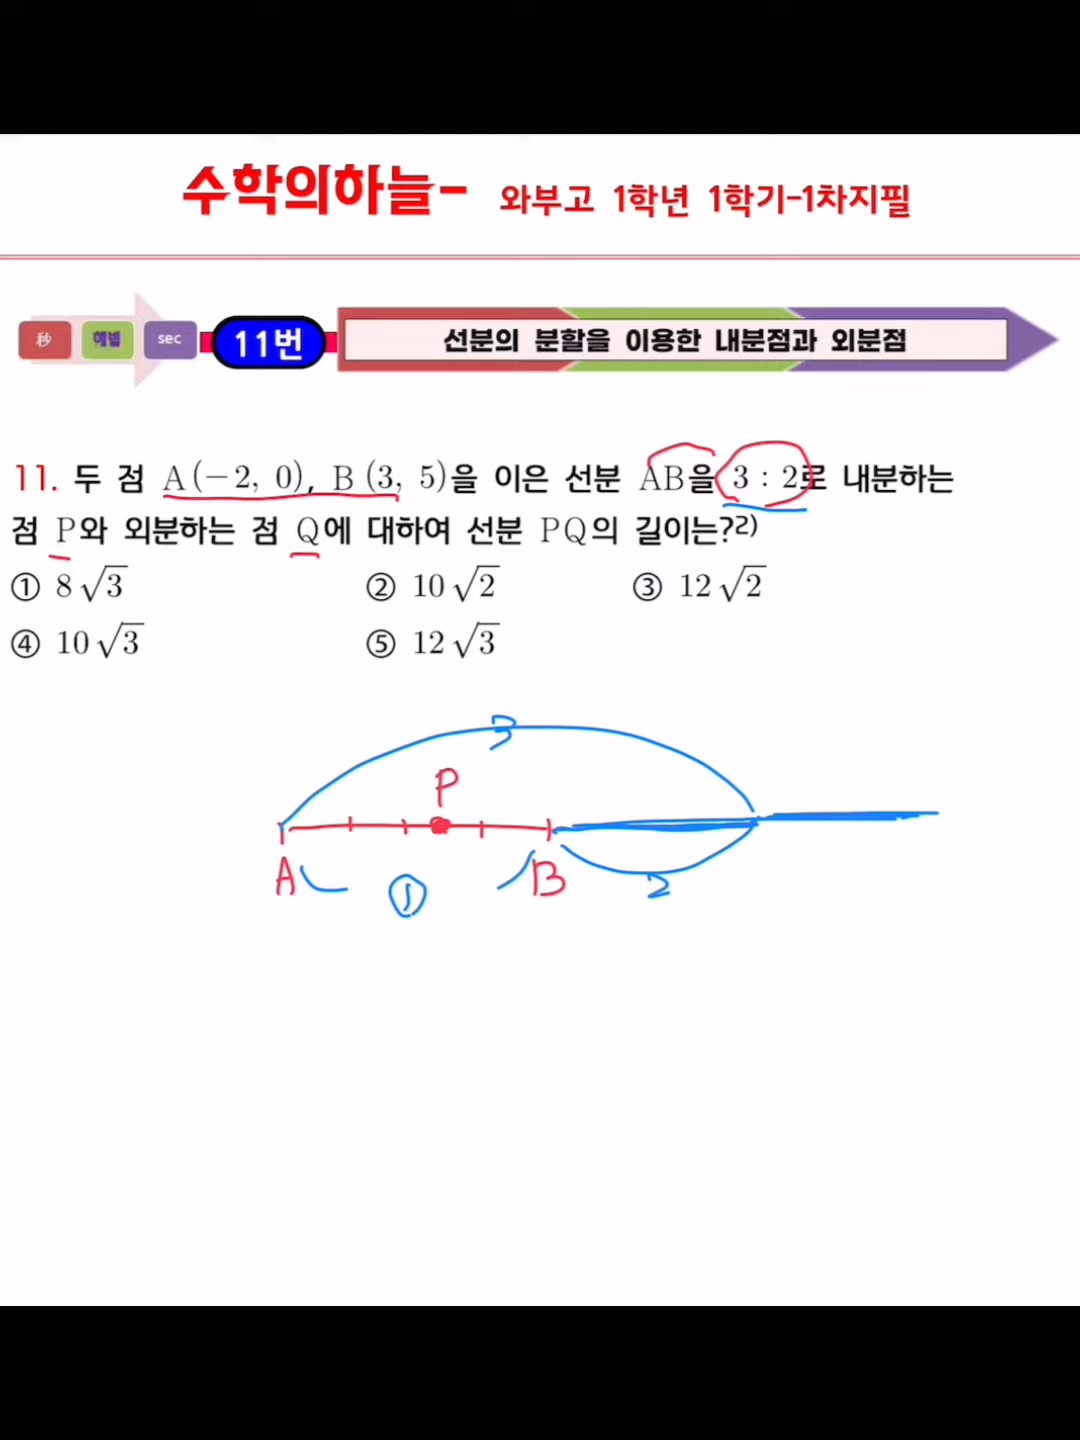 수학의하늘- 와부고 1학년 1학기-1차지필
秒 해법 sec 11번 선분의 분할을 이용한 내분점과 외분점
11. 두 점 A(-2, 0), B(3, 5)을 이은 선분 AB을 3 : 2로 내분하는
점 P와 외분하는 점 Q에 대하여 선분 PQ의 길이는?2)
① 8√3 ② 10√2 ③ 12√2
④ 10√3 ⑤ 12√3
3
P
A ① B 2